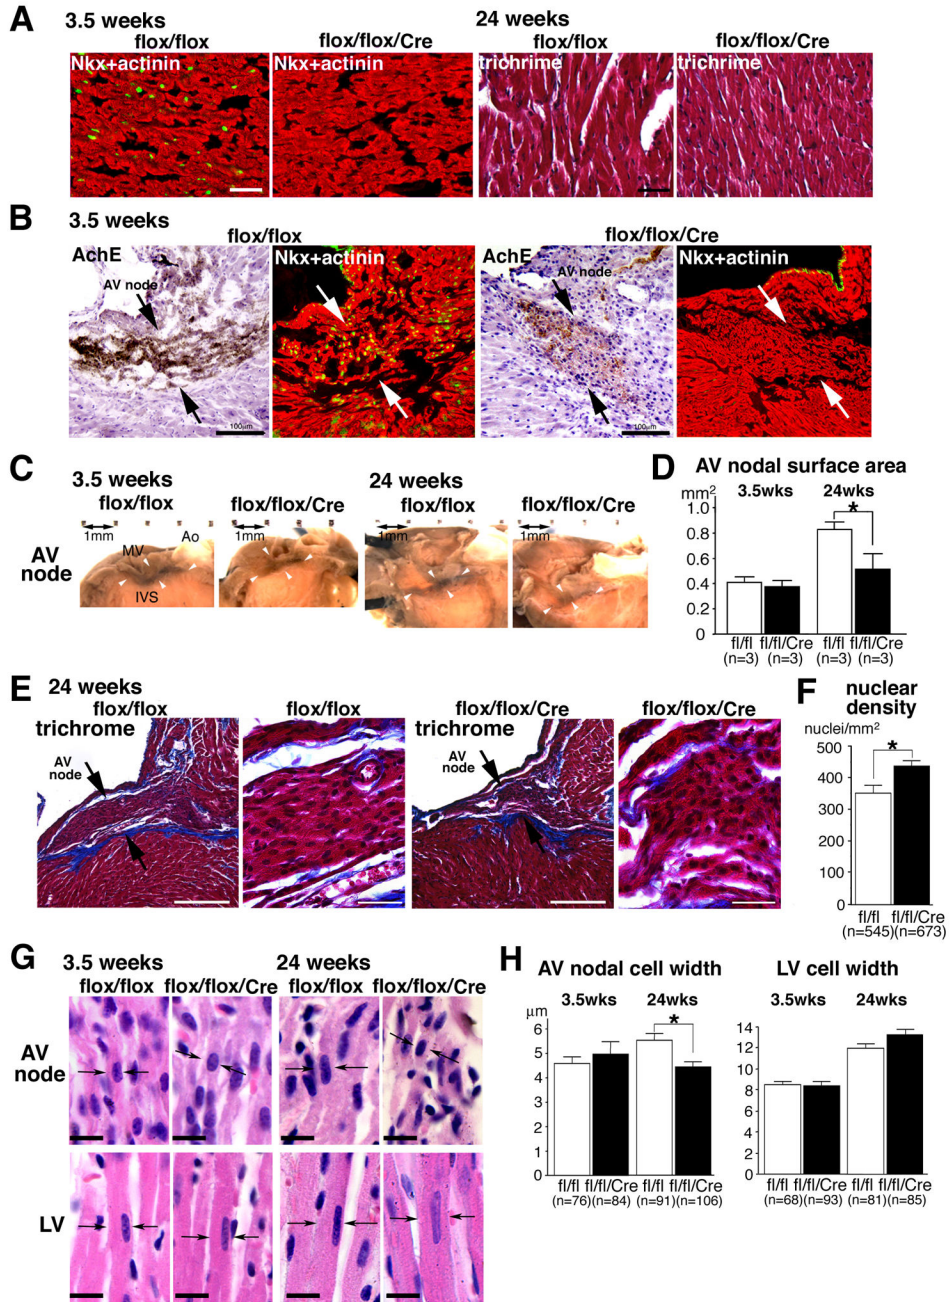 A
3.5 weeks
24 weeks
flox/flox
flox/flox/Cre
flox/flox
flox/flox/Cre
Nkx+actinin
Nkx+actinin
trichrime
trichrime
B
3.5 weeks
flox/flox
flox/flox/Cre
AchE
AV node
Nkx+actinin
AchE
AV node
Nkx+actinin
100µm
100µm
C
3.5 weeks
flox/flox
flox/flox/Cre
24 weeks
flox/flox
flox/flox/Cre
AV
node
1mm
MV
Ao
IVS
1mm
1mm
1mm
D
AV nodal surface area
mm2
3.5wks
24wks
*
1.0
0.8
0.6
0.4
0.2
0
fl/fl
fl/fl/Cre
fl/fl
fl/fl/Cre
(n=3)
(n=3)
(n=3)
(n=3)
E
24 weeks
flox/flox
flox/flox
flox/flox/Cre
flox/flox/Cre
trichrome
AV
node
trichrome
AV
node
F
nuclear
density
nuclei/mm2
*
500
400
300
200
100
0
fl/fl
fl/fl/Cre
(n=545)(n=673)
G
3.5 weeks
24 weeks
flox/flox
flox/flox/Cre
flox/flox
flox/flox/Cre
AV
node
LV
H
AV nodal cell width
LV cell width
µm
3.5wks
24wks
*
6
5
4
3
2
1
0
fl/fl
fl/fl/Cre
fl/fl
fl/fl/Cre
(n=76)(n=84)
(n=91)(n=106)
3.5wks
24wks
14
12
10
8
6
4
2
0
fl/fl
fl/fl/Cre
fl/fl
fl/fl/Cre
(n=68)(n=93)
(n=81)(n=85)